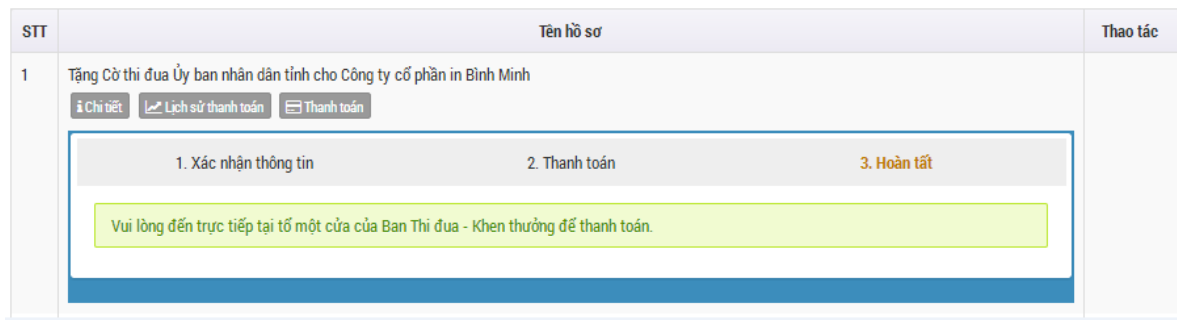 STT Tên hồ sơ Thao tác
1 Tặng Cờ thi đua Ủy ban nhân dân tỉnh cho Công ty cổ phần in Bình Minh
Chi tiết Lịch sử thanh toán Thanh toán
1. Xác nhận thông tin 2. Thanh toán 3. Hoàn tất
Vui lòng đến trực tiếp tại tổ một cửa của Ban Thi đua - Khen thưởng để thanh toán.